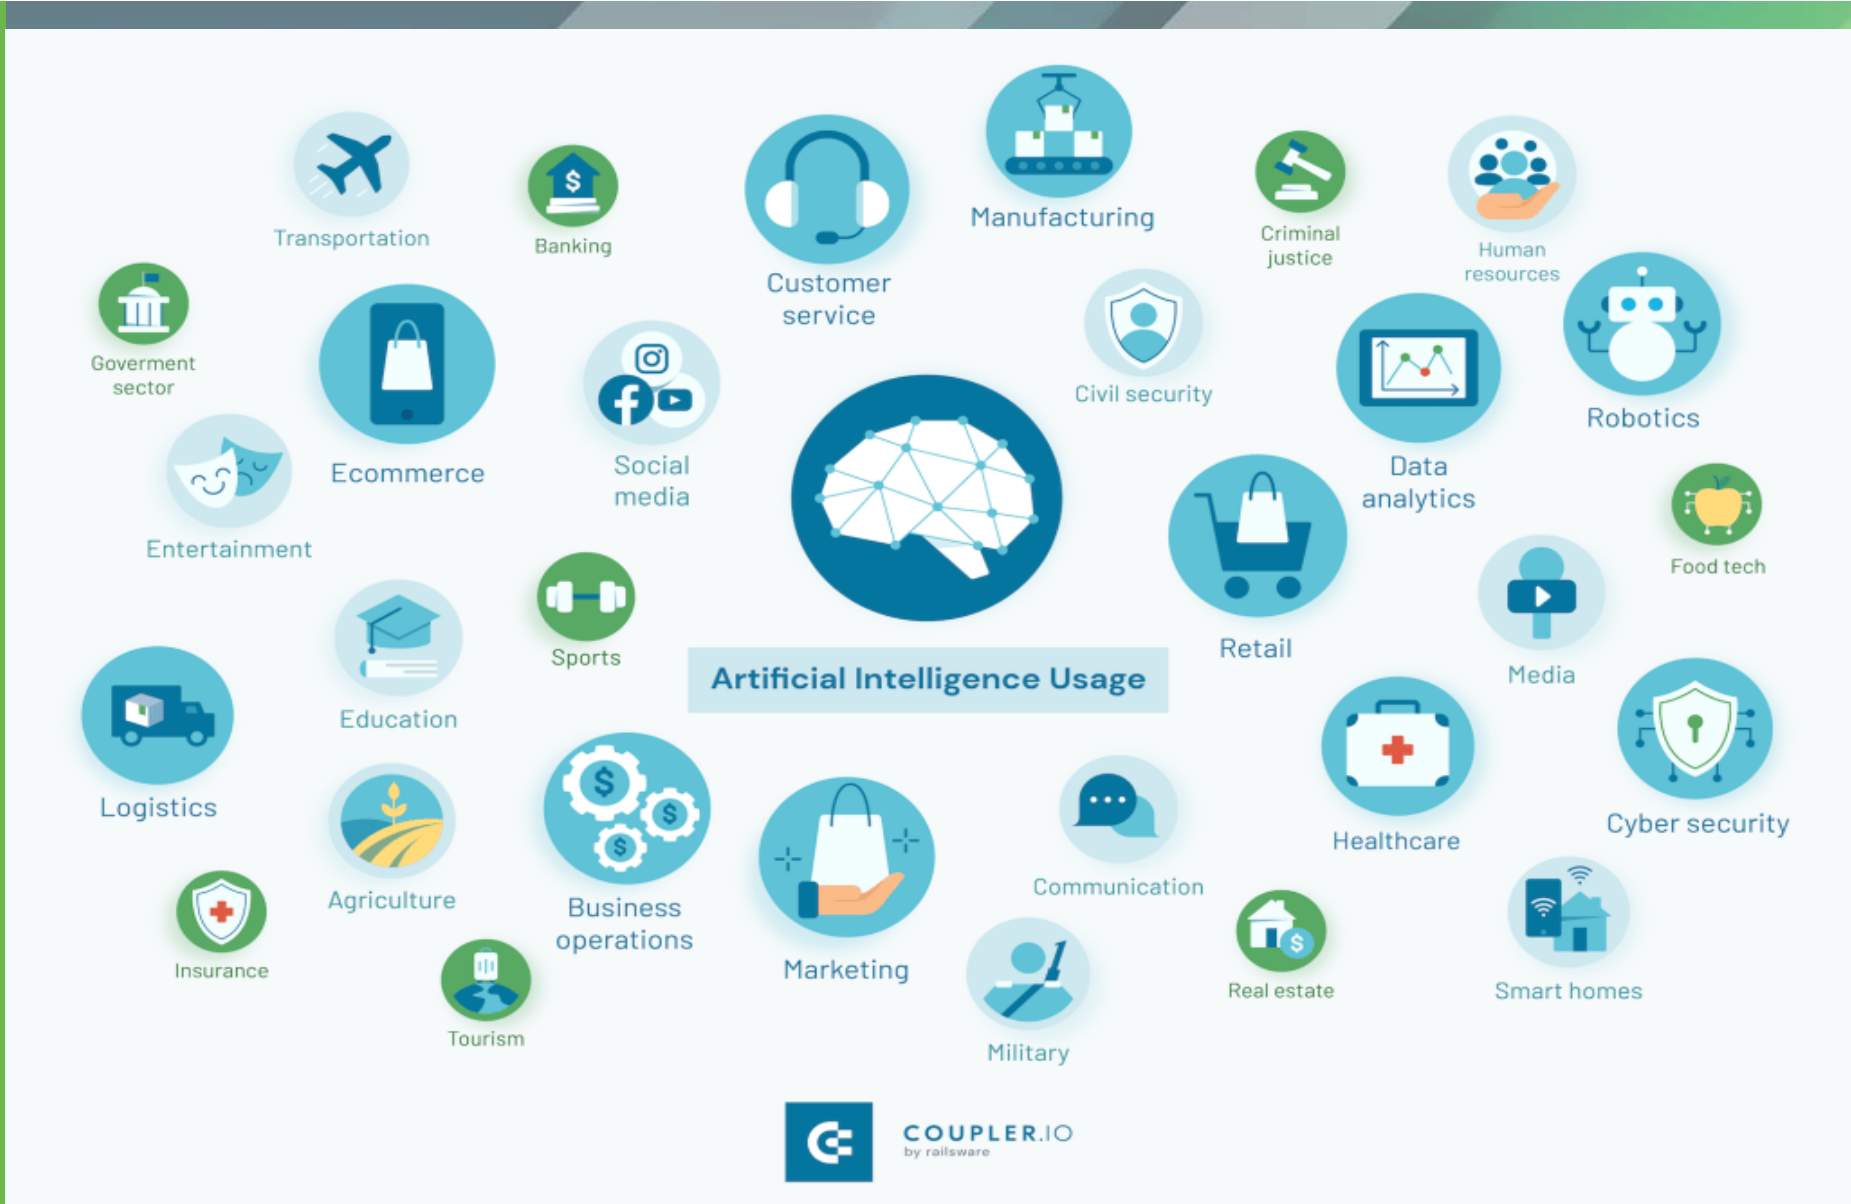 Transportation
Banking
Customer
service
Manufacturing
Criminal
justice
Human
resources
Goverment
sector
Ecommerce
Social
media
Civil security
Data
analytics
Robotics
Entertainment
Sports
Retail
Food tech
Media
Artificial Intelligence Usage
Education
Logistics
Agriculture
Business
operations
Marketing
Communication
Healthcare
Cyber security
Insurance
Tourism
Military
Real estate
Smart homes
COUPLER.IO
by railsware
$
$
$
$
$